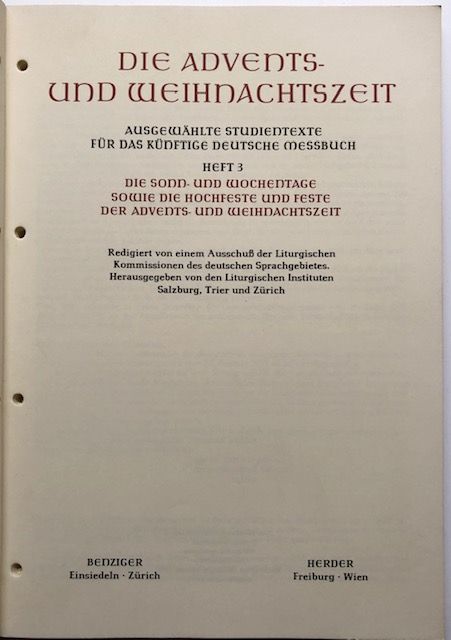 DIE ADVENTS-
UND WEIHNACHTSZEIT
AUSGEWÄHLTE STUDIENTEXTE
FÜR DAS KÜNFTIGE DEUTSCHE MESSBUCH
HEFT 3
DIE SONN- UND WOCHENTAGE
SOWIE DIE HOCHFESTE UND FESTE
DER ADVENTS- UND WEIHNACHTSZEIT
Redigiert von einem Ausschuß der Liturgischen
Kommissionen des deutschen Sprachgebietes.
Herausgegeben von den Liturgischen Instituten
Salzburg, Trier und Zürich
BENZIGER
Einsiedeln · Zürich
HERDER
Freiburg · Wien